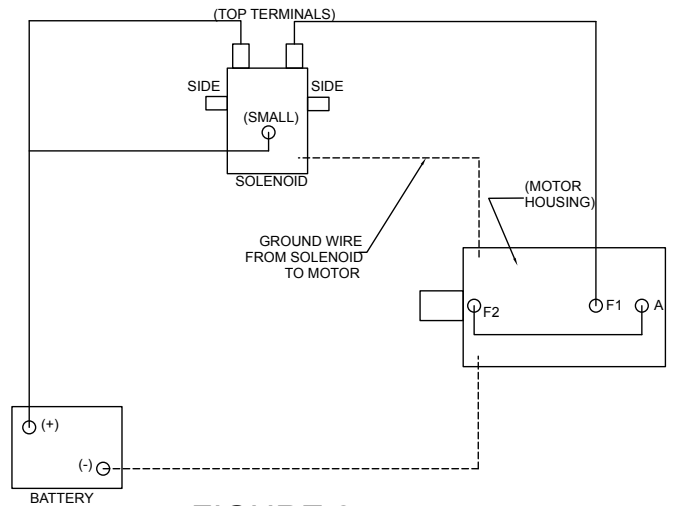 (TOP TERMINALS)
SIDE
SIDE
(SMALL)
SOLENOID
(MOTOR
HOUSING)
GROUND WIRE
FROM SOLENOID
TO MOTOR
F2
F1
A
(+)
(-)
BATTERY